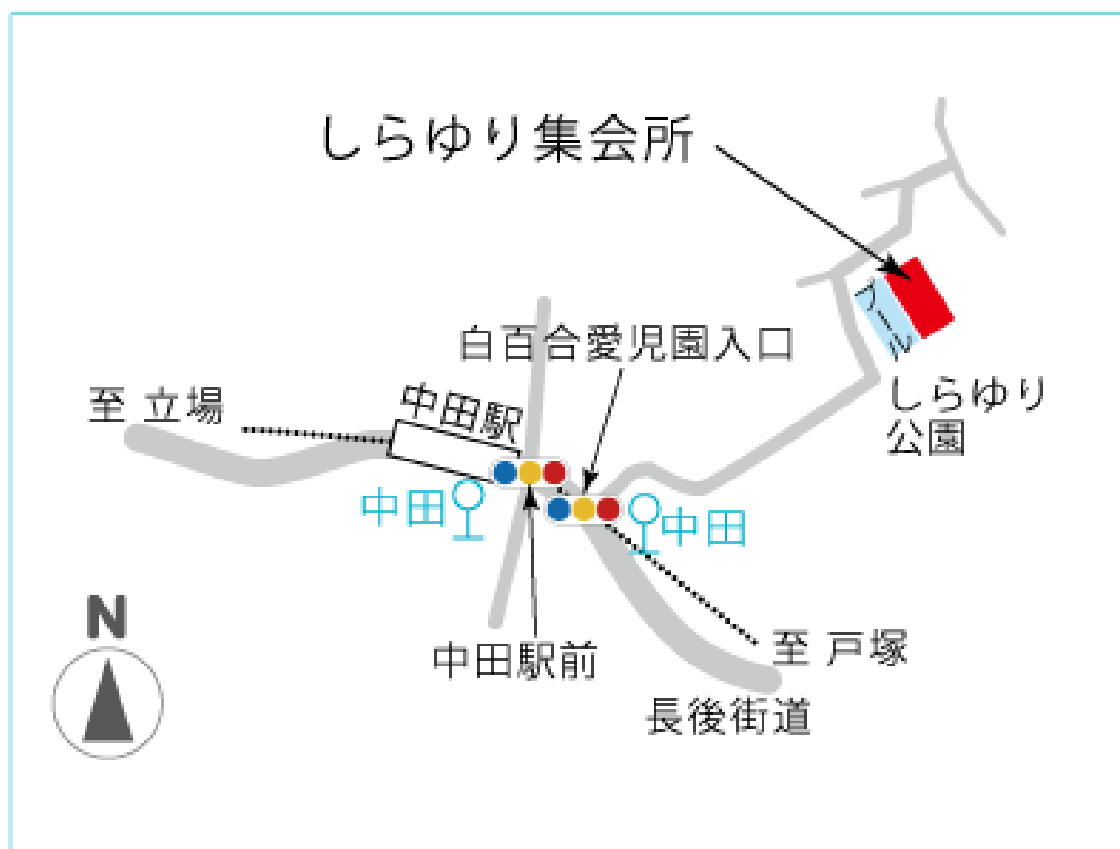 しらゆり集会所
プール
白百合愛児園入口
至 立場
中田駅
しらゆり
公園
中田
中田
N
中田駅前
至 戸塚
長後街道